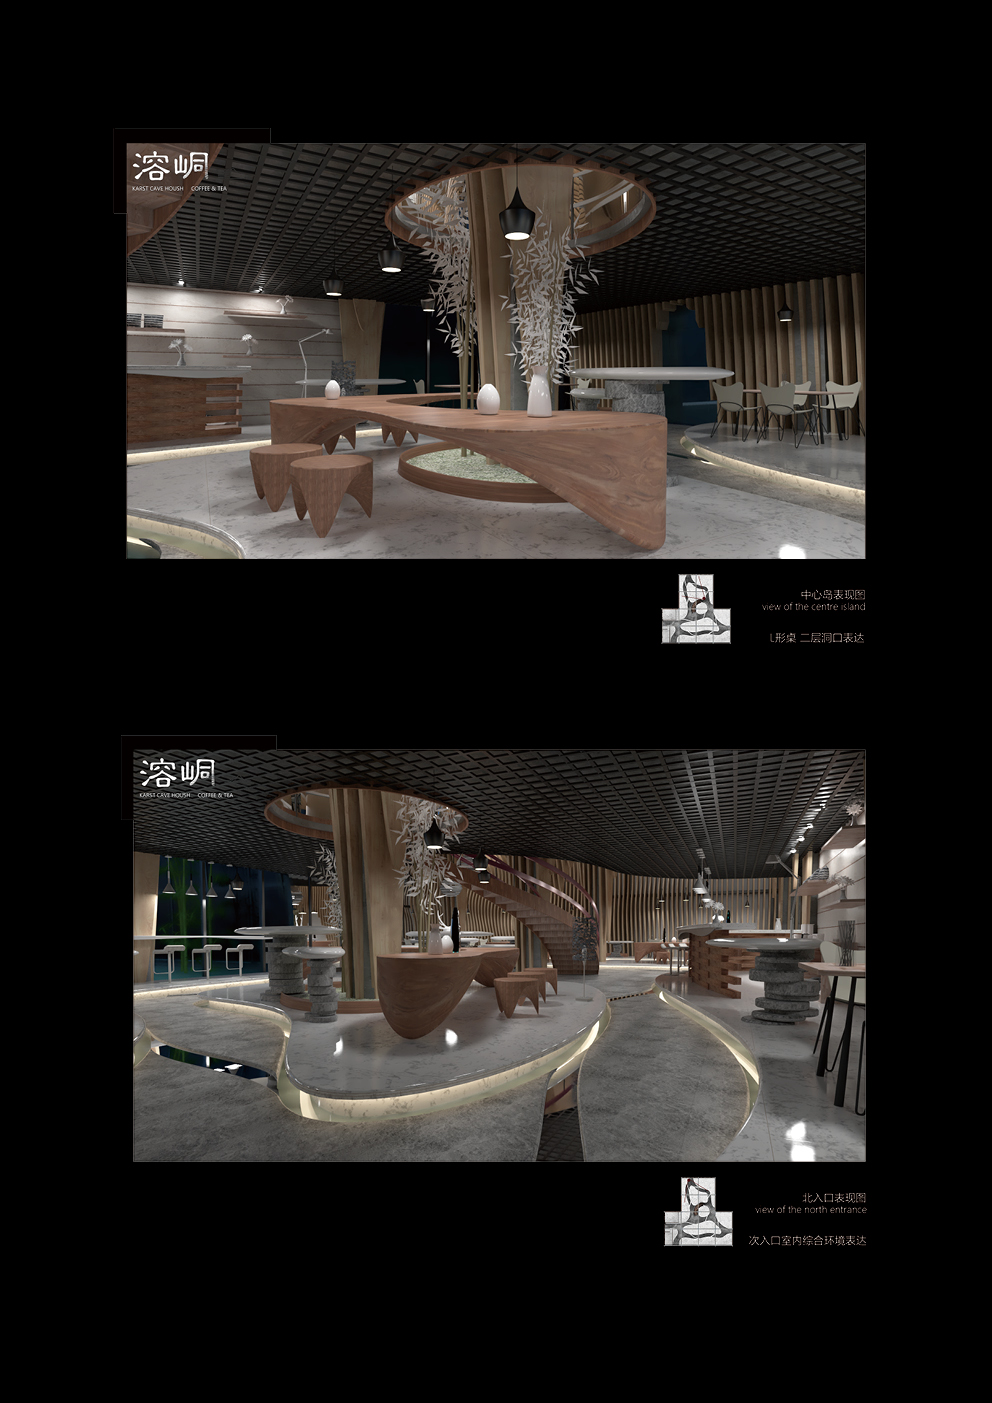 溶峒
KARST CAVE HOUSH COFFEE & TEA
中心岛表现图
view of the centre island
L形桌 二层洞口表达
溶峒
KARST CAVE HOUSH COFFEE & TEA
北入口表现图
view of the north entrance
次入口室内综合环境表达